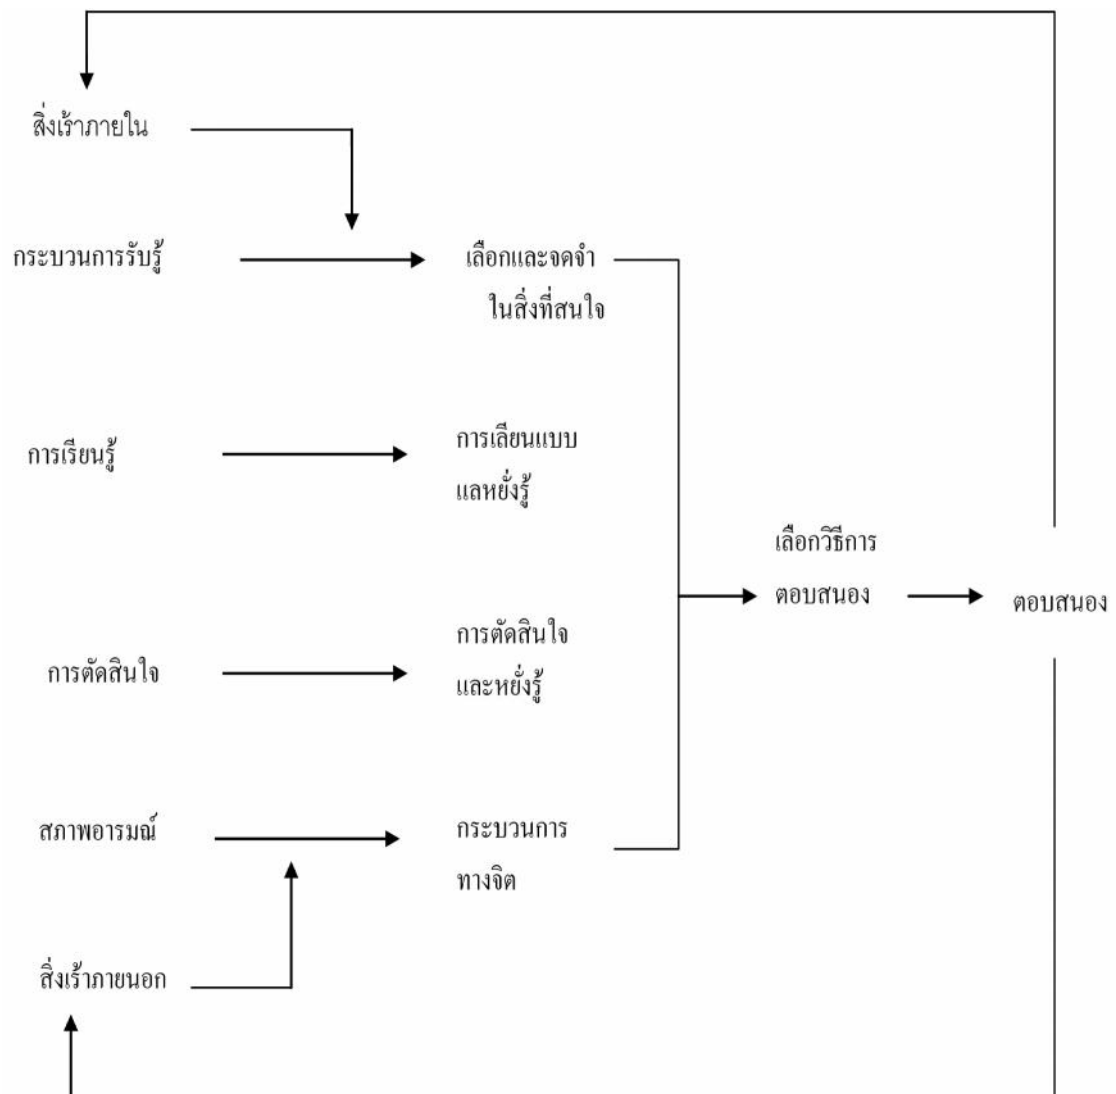 สิ่งเร้าภายใน
กระบวนการรับรู้
เลือกและจดจำ
ในสิ่งที่สนใจ
การเรียนรู้
การเลียนแบบ
แลหยั่งรู้
เลือกวิธีการ
ตอบสนอง
ตอบสนอง
การตัดสินใจ
การตัดสินใจ
และหยั่งรู้
สภาพอารมณ์
กระบวนการ
ทางจิต
สิ่งเร้าภายนอก